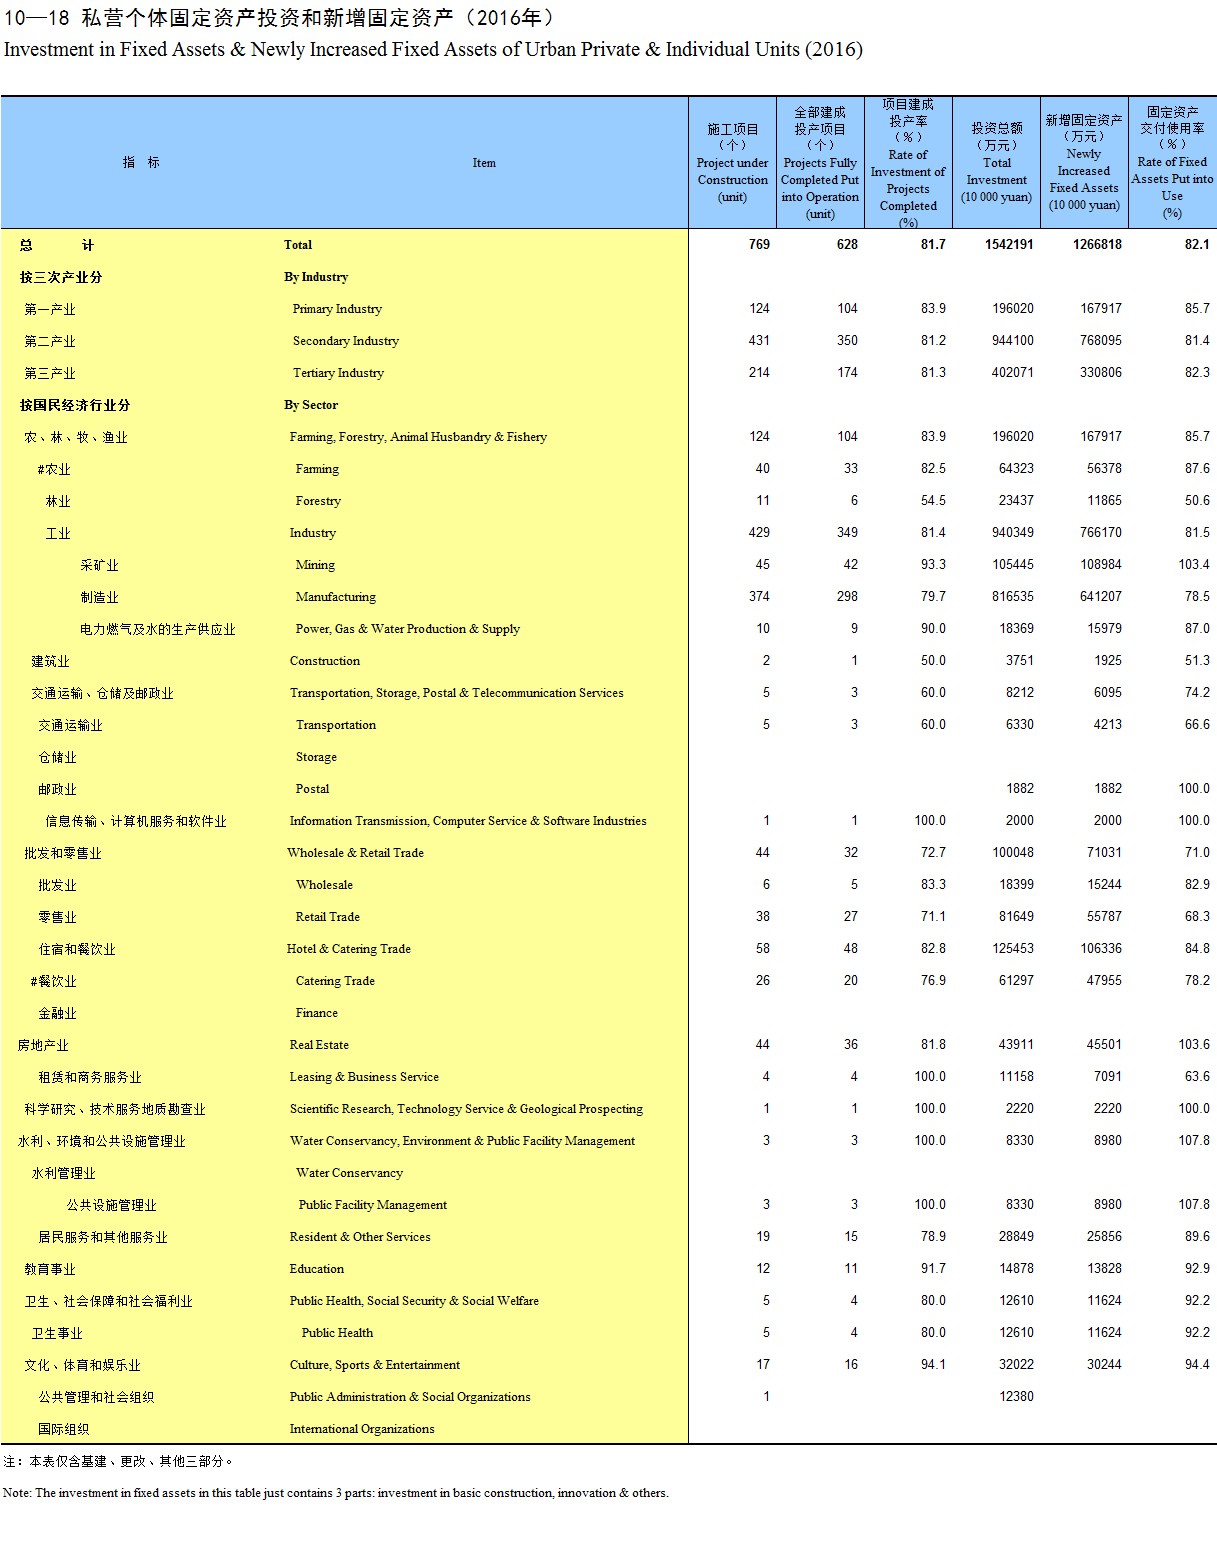 10—18 私营个体固定资产投资和新增固定资产（2016年）
Investment in Fixed Assets & Newly Increased Fixed Assets of Urban Private & Individual Units (2016)
指 标 Item 施工项目（个） Project under Construction (unit) 全部建成投产项目（个） Projects Fully Completed Put into Operation (unit) 项目建成投产率（％） Rate of Investment of Projects Completed (%) 投资总额（万元） Total Investment (10 000 yuan) 新增固定资产（万元） Newly Increased Fixed Assets (10 000 yuan) 固定资产交付使用率（％） Rate of Fixed Assets Put into Use (%)
总 计 Total 769 628 81.7 1542191 1266818 82.1
按三次产业分 By Industry
第一产业 Primary Industry 124 104 83.9 196020 167917 85.7
第二产业 Secondary Industry 431 350 81.2 944100 768095 81.4
第三产业 Tertiary Industry 214 174 81.3 402071 330806 82.3
按国民经济行业分 By Sector
农、林、牧、渔业 Farming, Forestry, Animal Husbandry & Fishery 124 104 83.9 196020 167917 85.7
#农业 Farming 40 33 82.5 64323 56378 87.6
林业 Forestry 11 6 54.5 23437 11865 50.6
工业 Industry 429 349 81.4 940349 766170 81.5
采矿业 Mining 45 42 93.3 105445 108984 103.4
制造业 Manufacturing 374 298 79.7 816535 641207 78.5
电力燃气及水的生产供应业 Power, Gas & Water Production & Supply 10 9 90.0 18369 15979 87.0
建筑业 Construction 2 1 50.0 3751 1925 51.3
交通运输、仓储及邮政业 Transportation, Storage, Postal & Telecommunication Services 5 3 60.0 8212 6095 74.2
交通运输业 Transportation 5 3 60.0 6330 4213 66.6
仓储业 Storage
邮政业 Postal 1882 1882 100.0
信息传输、计算机服务和软件业 Information Transmission, Computer Service & Software Industries 1 1 100.0 2000 2000 100.0
批发和零售业 Wholesale & Retail Trade 44 32 72.7 100048 71031 71.0
批发业 Wholesale 6 5 83.3 18399 15244 82.9
零售业 Retail Trade 38 27 71.1 81649 55787 68.3
住宿和餐饮业 Hotel & Catering Trade 58 48 82.8 125453 106336 84.8
#餐饮业 Catering Trade 26 20 76.9 61297 47955 78.2
金融业 Finance
房地产业 Real Estate 44 36 81.8 43911 45501 103.6
租赁和商务服务业 Leasing & Business Service 4 4 100.0 11158 7091 63.6
科学研究、技术服务地质勘查业 Scientific Research, Technology Service & Geological Prospecting 1 1 100.0 2220 2220 100.0
水利、环境和公共设施管理业 Water Conservancy, Environment & Public Facility Management 3 3 100.0 8330 8980 107.8
水利管理业 Water Conservancy
公共设施管理业 Public Facility Management 3 3 100.0 8330 8980 107.8
居民服务和其他服务业 Resident & Other Services 19 15 78.9 28849 25856 89.6
教育事业 Education 12 11 91.7 14878 13828 92.9
卫生、社会保障和社会福利业 Public Health, Social Security & Social Welfare 5 4 80.0 12610 11624 92.2
卫生事业 Public Health 5 4 80.0 12610 11624 92.2
文化、体育和娱乐业 Culture, Sports & Entertainment 17 16 94.1 32022 30244 94.4
公共管理和社会组织 Public Administration & Social Organizations 1 12380
国际组织 International Organizations
注：本表仅含基建、更改、其他三部分。
Note: The investment in fixed assets in this table just contains 3 parts: investment in basic construction, innovation & others.